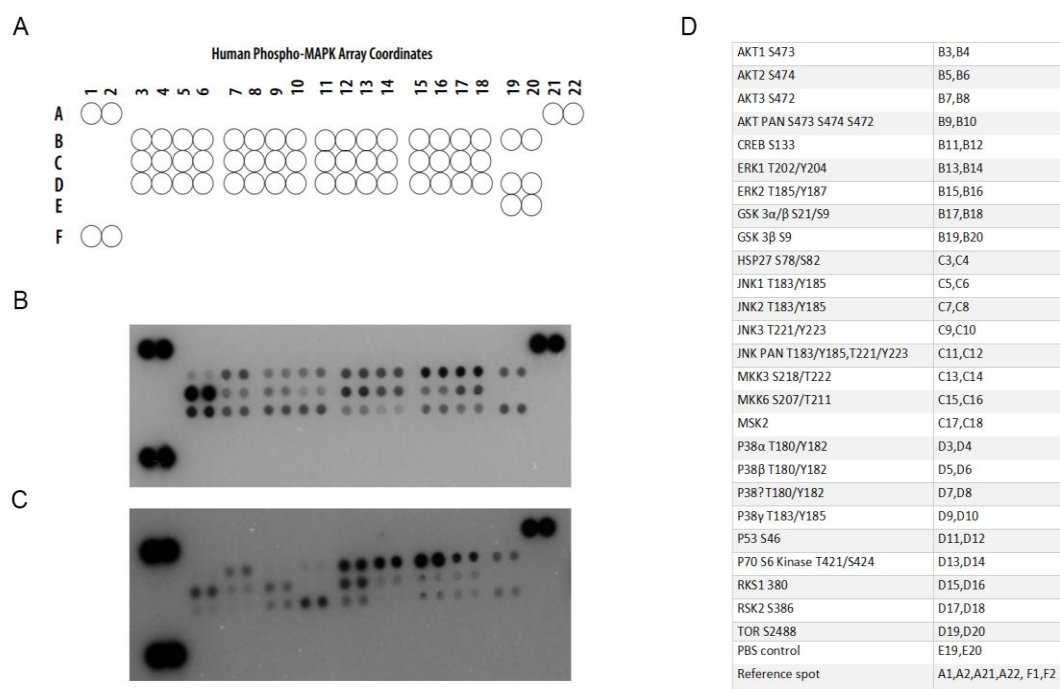 A
Human Phospho-MAPK Array Coordinates
1 2 3 4 5 6 7 8 9 10 11 12 13 14 15 16 17 18 19 20 21 22
A
B
C
D
E
F
B
C
D
AKT1 S473 B3,B4
AKT2 S474 B5,B6
AKT3 S472 B7,B8
AKT PAN S473 S474 S472 B9,B10
CREB S133 B11,B12
ERK1 T202/Y204 B13,B14
ERK2 T185/Y187 B15,B16
GSK 3α/β S21/S9 B17,B18
GSK 3β S9 B19,B20
HSP27 S78/S82 C3,C4
JNK1 T183/Y185 C5,C6
JNK2 T183/Y185 C7,C8
JNK3 T221/Y223 C9,C10
JNK PAN T183/Y185,T221/Y223 C11,C12
MKK3 S218/T222 C13,C14
MKK6 S207/T211 C15,C16
MSK2 C17,C18
P38α T180/Y182 D3,D4
P38β T180/Y182 D5,D6
P38?T180/Y182 D7,D8
P38γ T183/Y185 D9,D10
P53 S46 D11,D12
P70 S6 Kinase T421/S424 D13,D14
RKS1 380 D15,D16
RSK2 S386 D17,D18
TOR S2488 D19,D20
PBS control E19,E20
Reference spot A1,A2,A21,A22, F1,F2